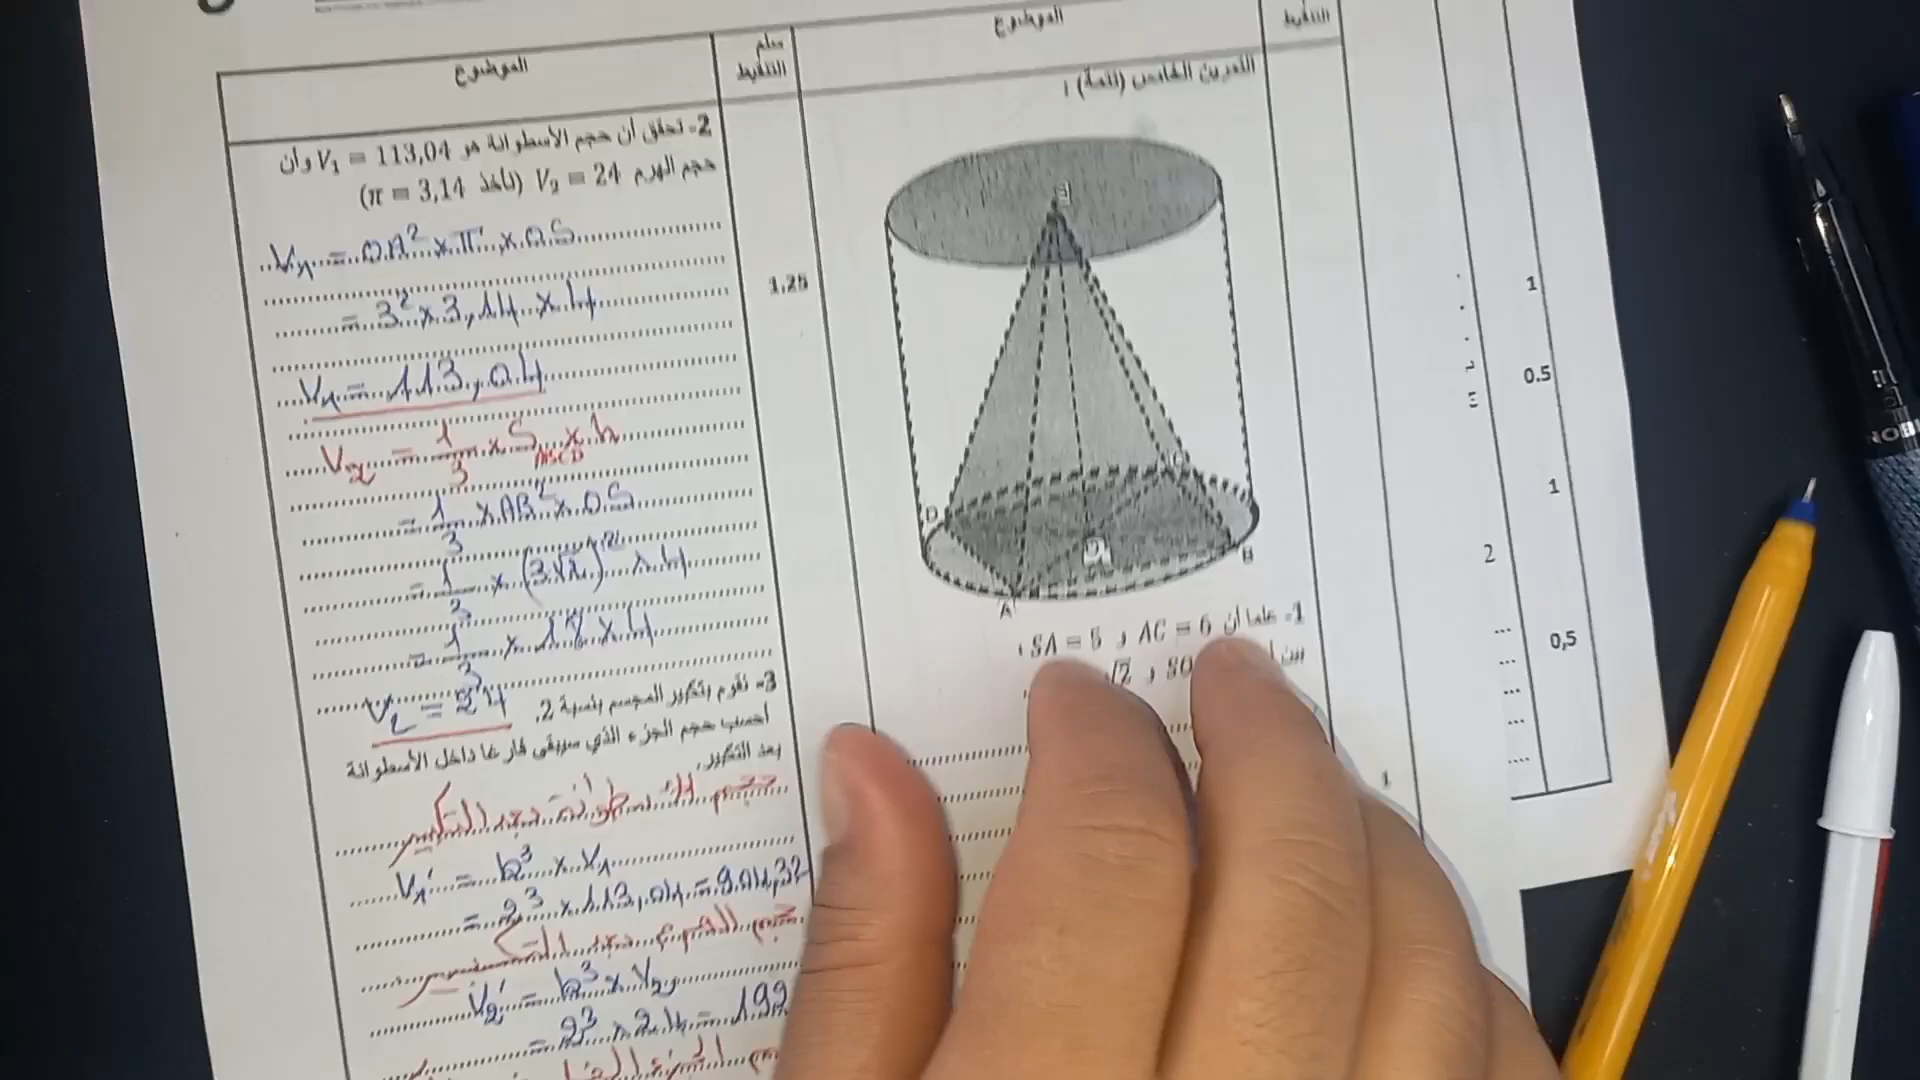 الموضوع
التنقيط
التمرين الخامس (تتمة) :
S
D
C
O
B
A
1- علما أن AC = 6 و SA = 5 ،
√2 و SO
1
سلم
التنقيط
1,25
الموضوع
2- تحقق أن حجم الأسطوانة هو V₁ = 113,04 وأن
حجم الهرم V₂ = 24 (نأخذ π = 3,14)
V₁ = OA² × π × OS
= 3² × 3,14 × 4
V₁ = 113,04
V₂ = 1/3 × S ABCD × h
= 1/3 × AB² × OS
= 1/3 × (3√2)² × 4
= 1/3 × 18 × 4
V₂ = 24
3- نقوم بتكبير المجسم بنسبة 2.
أحسب حجم الجزء الذي سيبقى فارغا داخل الأسطوانة
بعد التكبير.
حجم الأسطوانة بعد التكبير
V₁' = k³ × V₁
= 2³ × 113,04 = 904,32
حجم الهرم بعد التكبير
V₂' = k³ × V₂
= 2³ × 24 = 192
1
0.5
1
2
0,5